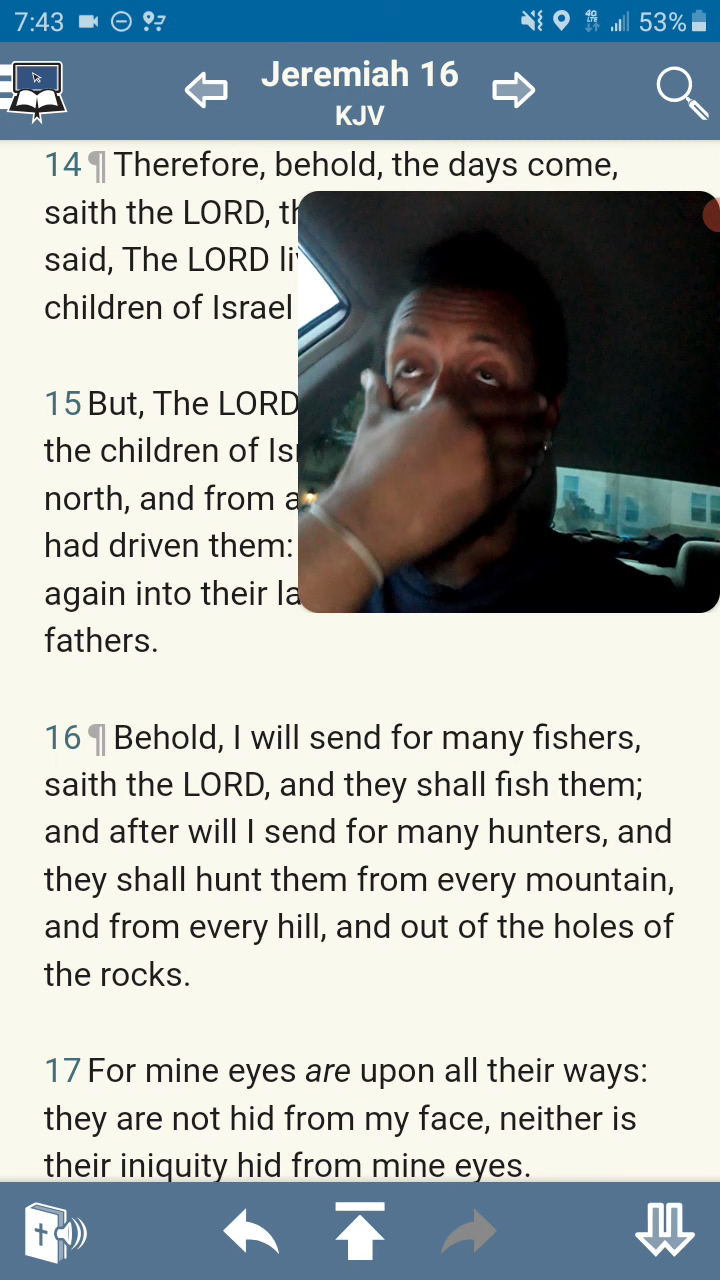 7:43
4G LTE
53%
Jeremiah 16
KJV
14 ¶ Therefore, behold, the days come,
saith the LORD,
said, The LORD
children of Israel
15 But, The LORD
the children of
north, and from
had driven them:
again into their
fathers.
16 ¶ Behold, I will send for many fishers,
saith the LORD, and they shall fish them;
and after will I send for many hunters, and
they shall hunt them from every mountain,
and from every hill, and out of the holes of
the rocks.
17 For mine eyes are upon all their ways:
they are not hid from my face, neither is
their iniquity hid from mine eyes.